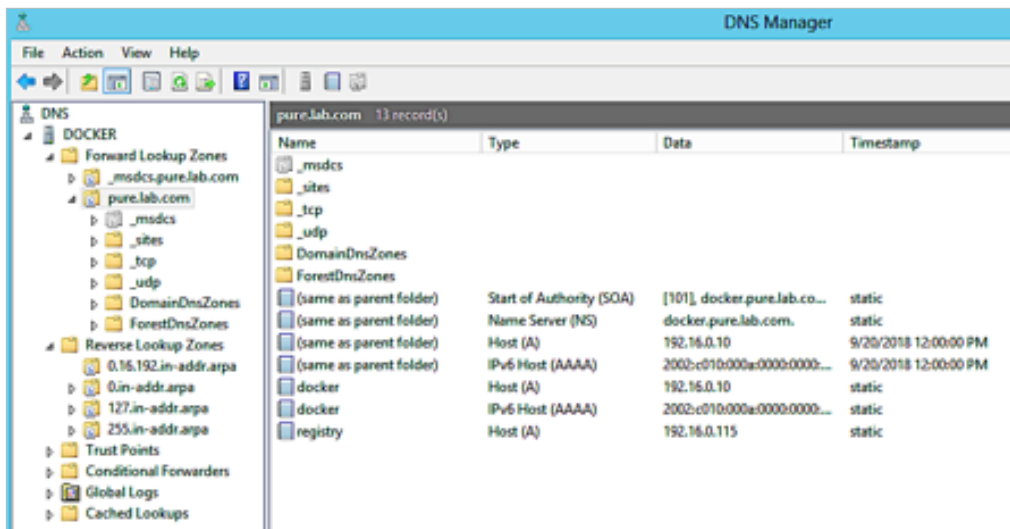 DNS Manager
File Action View Help
DNS
DOCKER
Forward Lookup Zones
_msdcs.pure.lab.com
pure.lab.com
_msdcs
_sites
_tcp
_udp
DomainDnsZones
ForestDnsZones
Reverse Lookup Zones
0.16.192.in-addr.arpa
0.in-addr.arpa
127.in-addr.arpa
255.in-addr.arpa
Trust Points
Conditional Forwarders
Global Logs
Cached Lookups
pure.lab.com 13 record(s)
Name Type Data Timestamp
_msdcs
_sites
_tcp
_udp
DomainDnsZones
ForestDnsZones
(same as parent folder) Start of Authority (SOA) [101], docker.pure.lab.co... static
(same as parent folder) Name Server (NS) docker.pure.lab.com. static
(same as parent folder) Host (A) 192.16.0.10 9/20/2018 12:00:00 PM
(same as parent folder) IPv6 Host (AAAA) 2002:c010:000a:0000:0000:... 9/20/2018 12:00:00 PM
docker Host (A) 192.16.0.10 static
docker IPv6 Host (AAAA) 2002:c010:000a:0000:0000:... static
registry Host (A) 192.16.0.115 static